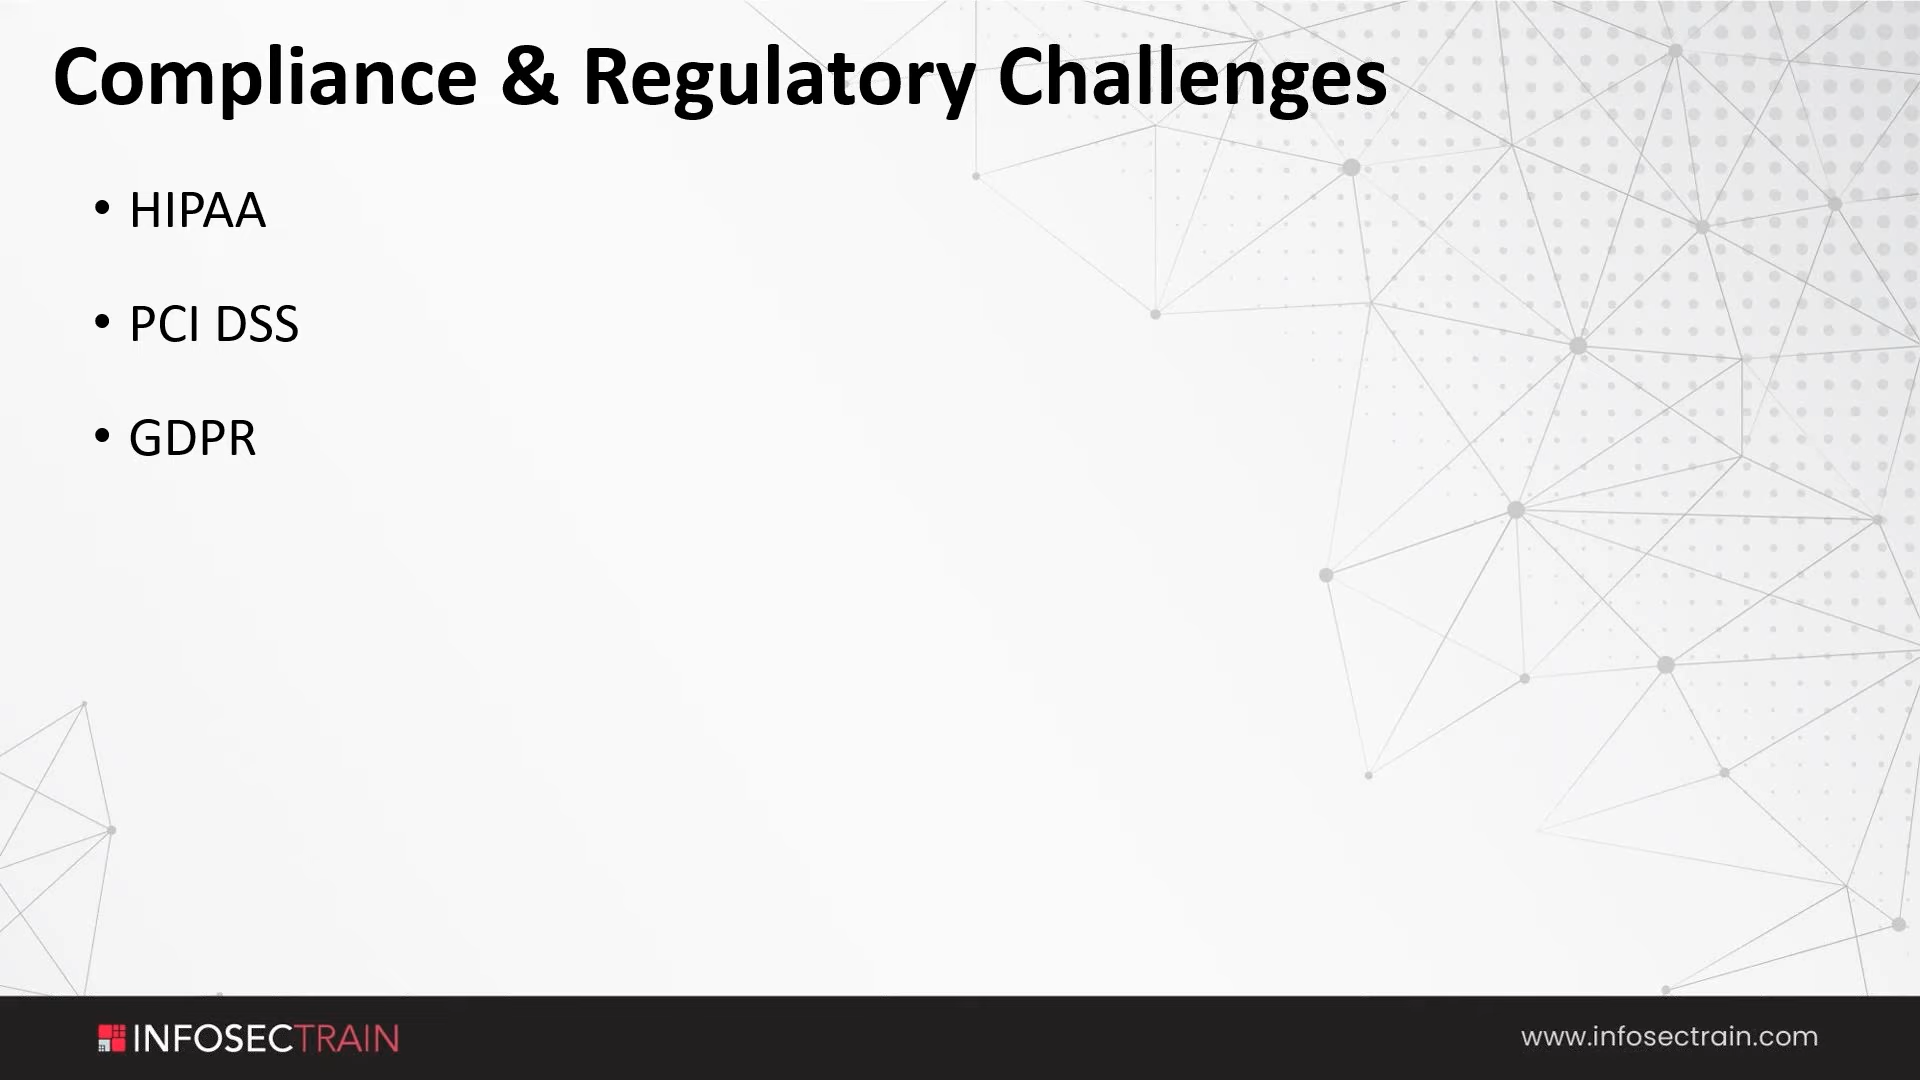 Compliance & Regulatory Challenges
• HIPAA
• PCI DSS
• GDPR
INFOSECTRAIN
www.infosectrain.com